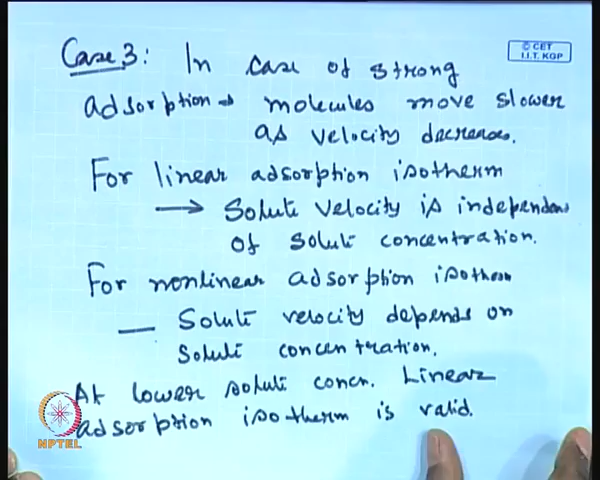 Case 3: In case of strong
© CET
I.I.T. KGP
adsorption → molecules move slower
as velocity decreases.
For linear adsorption isotherm
→ Solute velocity is independent
of solute concentration.
For nonlinear adsorption isotherm
— Solute velocity depends on
solute concentration.
At lower solute concn. Linear
adsorption isotherm is valid.
NPTEL